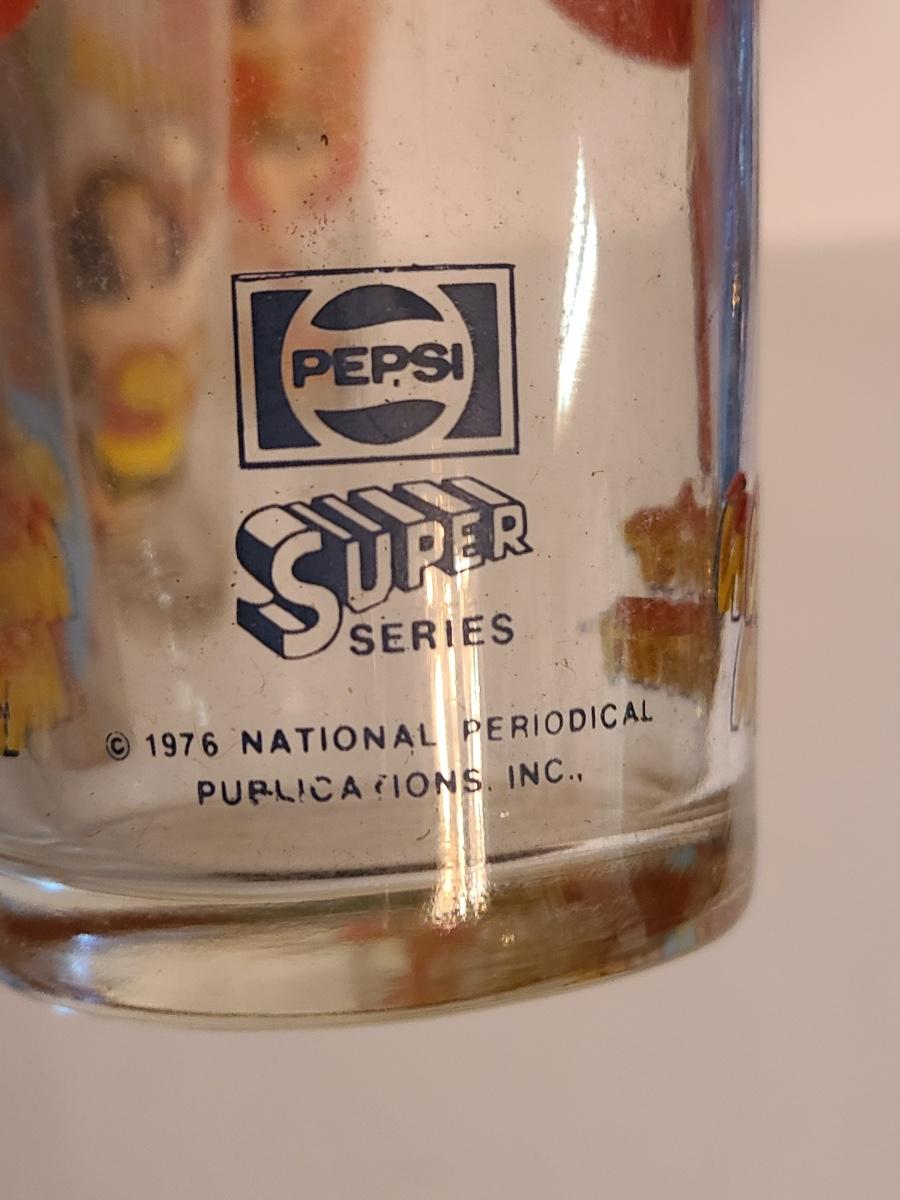 PEPSI
SUPER
SERIES
© 1976 NATIONAL PERIODICAL
PUBLICATIONS. INC.,